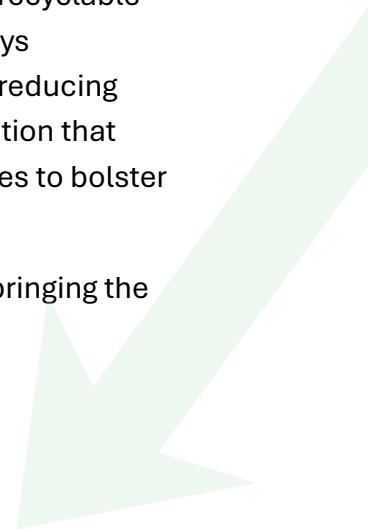 recyclable
ys
reducing
tion that
es to bolster
bringing the